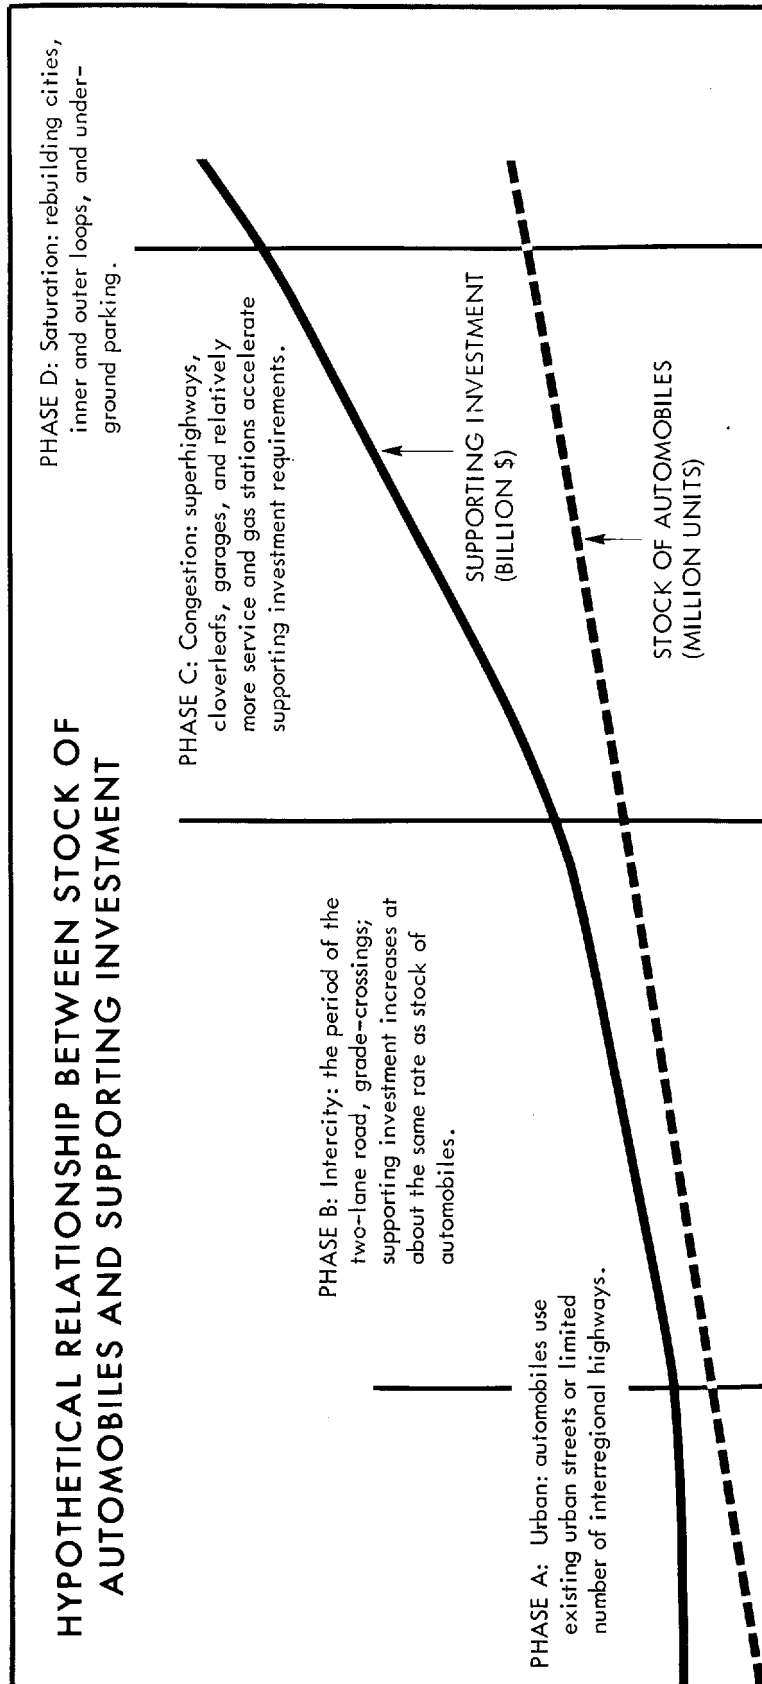 HYPOTHETICAL RELATIONSHIP BETWEEN STOCK OF
AUTOMOBILES AND SUPPORTING INVESTMENT
PHASE A: Urban: automobiles use
existing urban streets or limited
number of interregional highways.
PHASE B: Intercity: the period of the
two-lane road, grade-crossings;
supporting investment increases at
about the same rate as stock of
automobiles.
PHASE C: Congestion: superhighways,
cloverleafs, garages, and relatively
more service and gas stations accelerate
supporting investment requirements.
PHASE D: Saturation: rebuilding cities,
inner and outer loops, and under-
ground parking.
SUPPORTING INVESTMENT
(BILLION $)
STOCK OF AUTOMOBILES
(MILLION UNITS)